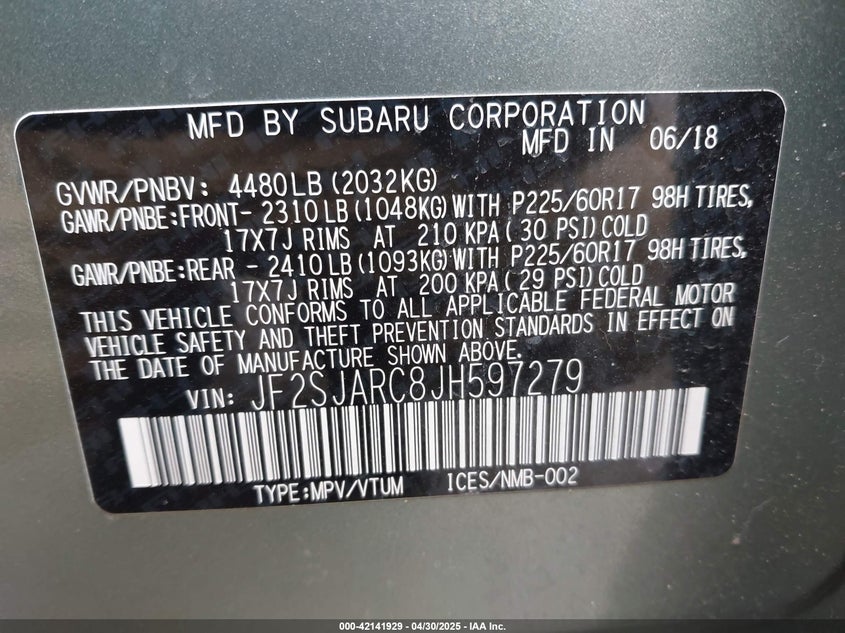 MFD BY SUBARU CORPORATION
MFD IN 06/18
GVWR/PNBV: 4480LB(2032KG)
GAWR/PNBE:FRONT- 2310LB(1048KG)WITH P225/60R17 98H TIRES,
17X7J RIMS AT 210 KPA(30 PSI)COLD
GAWR/PNBE:REAR - 2410LB(1093KG)WITH P225/60R17 98H TIRES,
17X7J RIMS AT 200 KPA(29 PSI)COLD
THIS VEHICLE CONFORMS TO ALL APPLICABLE FEDERAL MOTOR
VEHICLE SAFETY AND THEFT PREVENTION STANDARDS IN EFFECT ON
THE DATE OF MANUFACTURE SHOWN ABOVE.
VIN: JF2SJARC8JH597279
TYPE:MPV/VTUM ICES/NMB-002
000-42141929 - 04/30/2025 - IAA Inc.